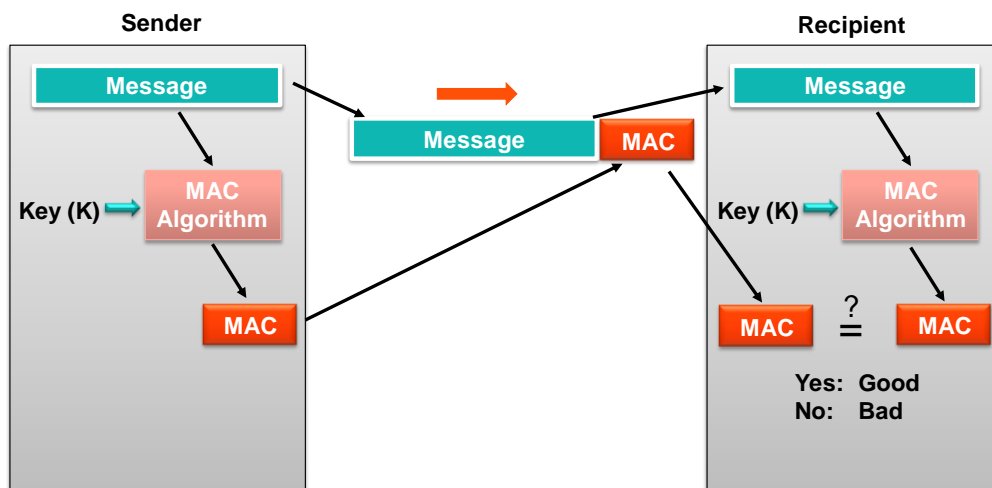 Sender
Message
Key (K)
MAC
Algorithm
MAC
Message
MAC
Recipient
Message
Key (K)
MAC
Algorithm
MAC
?
=
MAC
Yes: Good
No: Bad